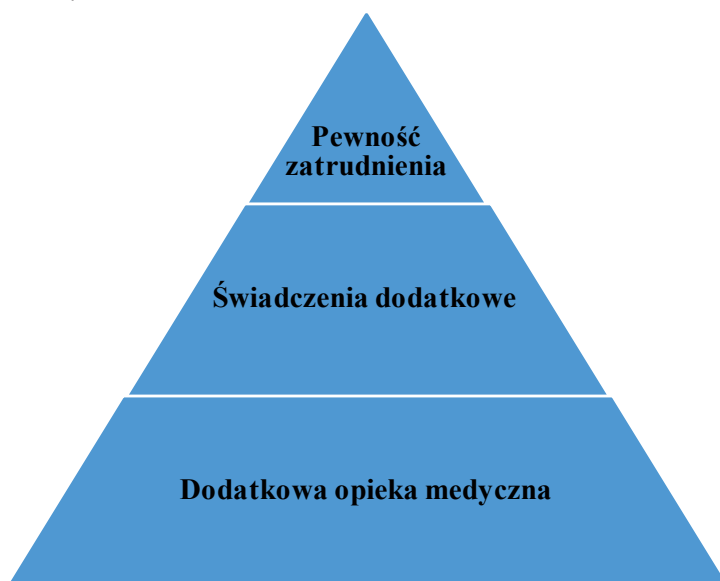 Pewność
zatrudnienia
Świadczenia dodatkowe
Dodatkowa opieka medyczna